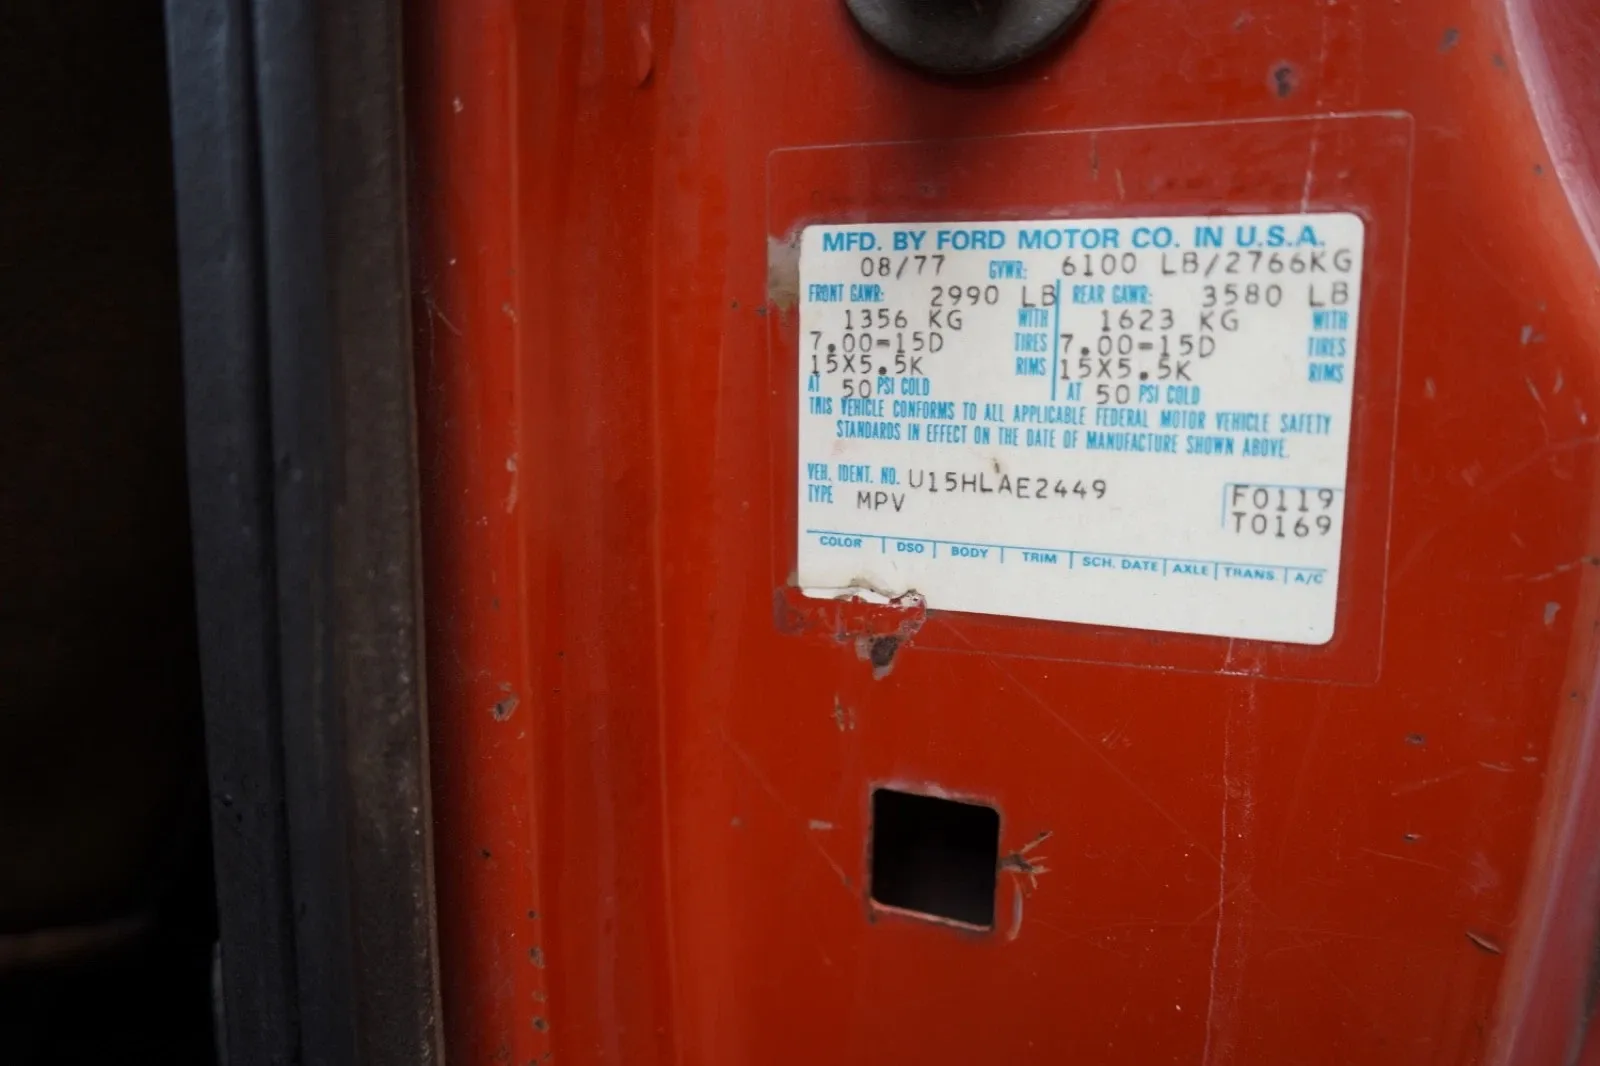 MFD. BY FORD MOTOR CO. IN U.S.A.
08/77 GVWR: 6100 LB/2766KG
FRONT GAWR: 2990 LB REAR GAWR: 3580 LB
1356 KG WITH 1623 KG WITH
7.00-15D TIRES 7.00-15D TIRES
15X5.5K RIMS 15X5.5K RIMS
AT 50 PSI COLD AT 50 PSI COLD
THIS VEHICLE CONFORMS TO ALL APPLICABLE FEDERAL MOTOR VEHICLE SAFETY
STANDARDS IN EFFECT ON THE DATE OF MANUFACTURE SHOWN ABOVE.
VEH. IDENT. NO. U15HLAE2449
TYPE MPV F0119
T0169
COLOR DSO BODY TRIM SCH. DATE AXLE TRANS. A/C